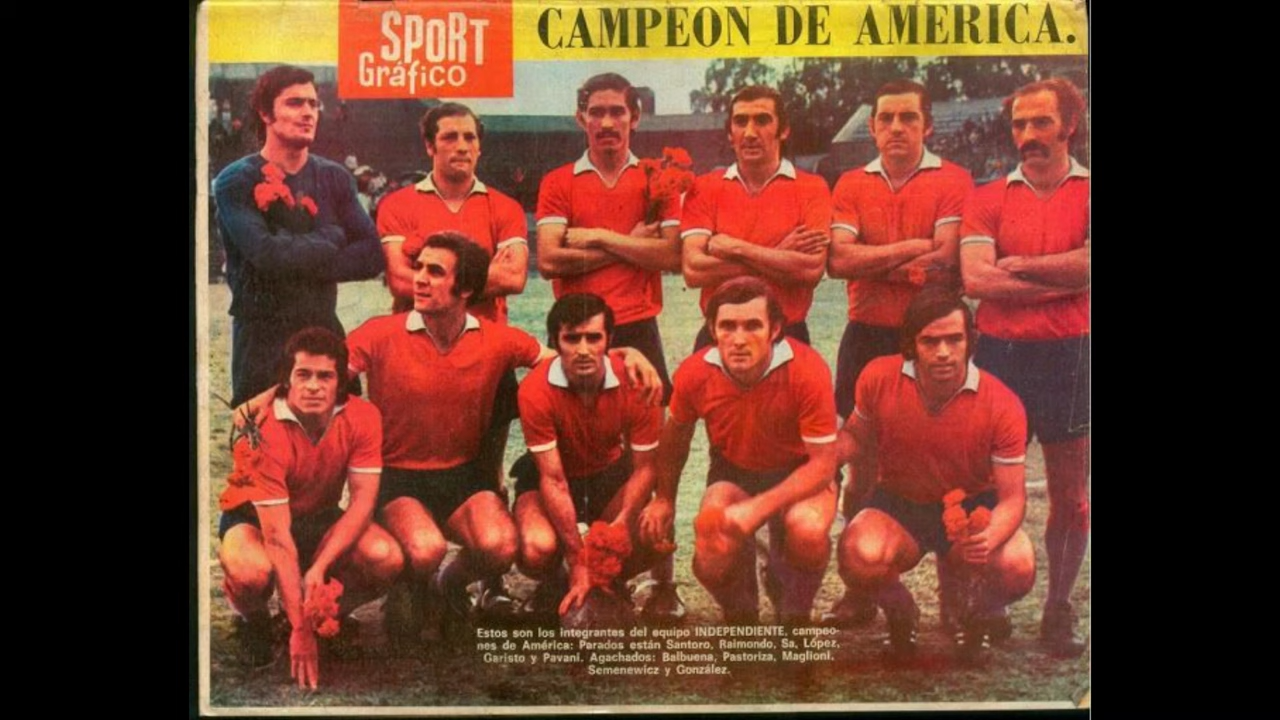 SPORT
Gráfico
CAMPEON DE AMERICA.
Estos son los integrantes del equipo INDEPENDIENTE, campeo-
nes de América: Parados están Santoro, Raimondo, Sa, López,
Garisto y Pavani. Agachados: Balbuena, Pastoriza, Maglioni,
Semenewicz y González.